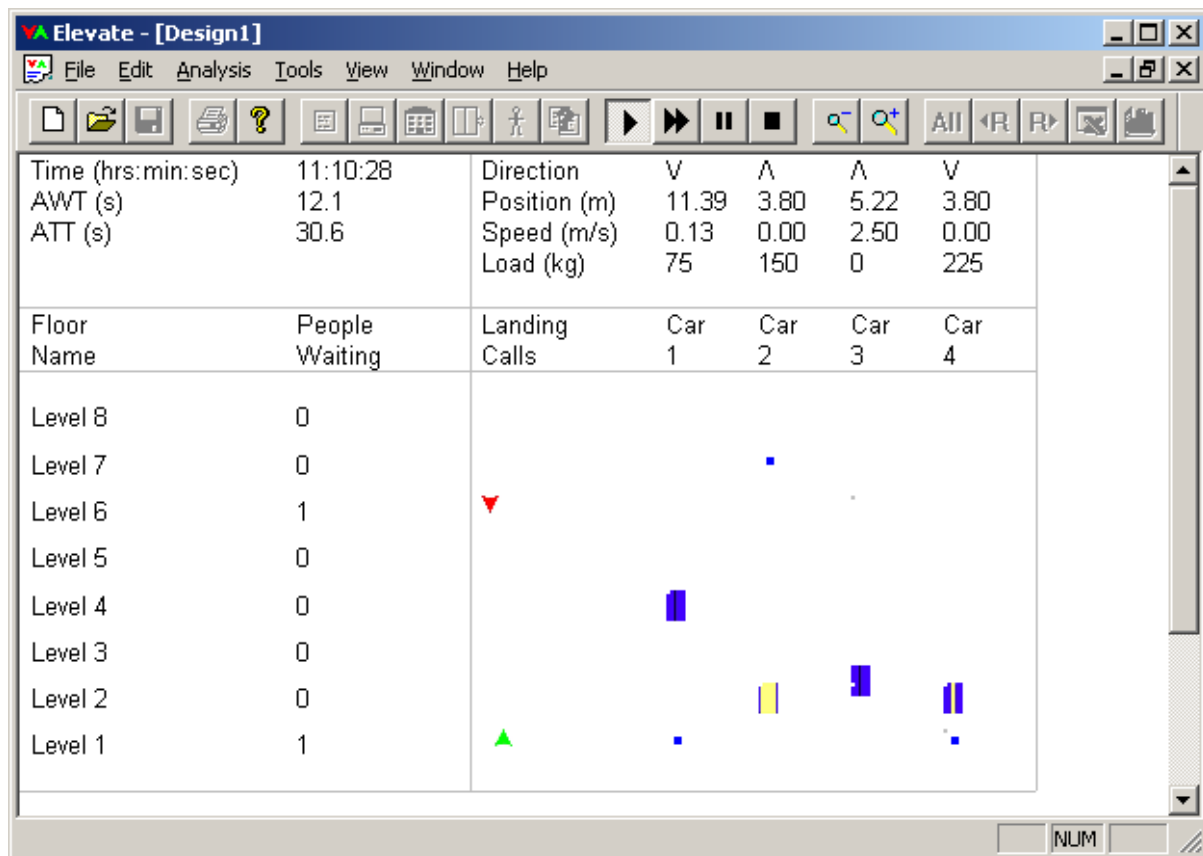 Elevate - [Design1]
File Edit Analysis Tools View Window Help
All R R
Time (hrs:min:sec) 11:10:28 Direction V Λ Λ V
AWT (s) 12.1 Position (m) 11.39 3.80 5.22 3.80
ATT (s) 30.6 Speed (m/s) 0.13 0.00 2.50 0.00
Load (kg) 75 150 0 225
Floor People Landing Car Car Car Car
Name Waiting Calls 1 2 3 4
Level 8 0
Level 7 0
Level 6 1
Level 5 0
Level 4 0
Level 3 0
Level 2 0
Level 1 1
NUM